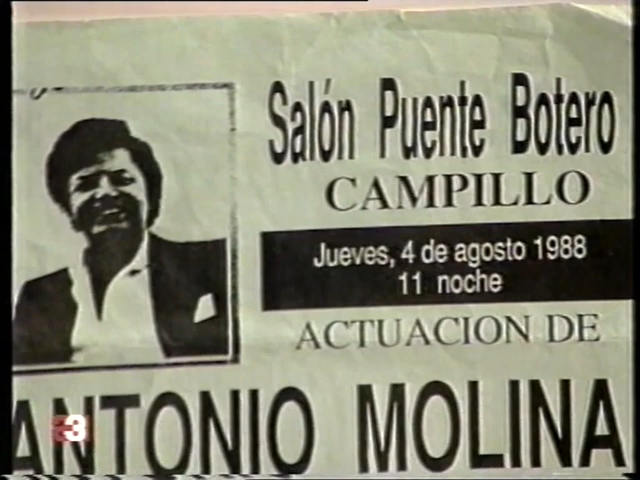 Salón Puente Botero
CAMPILLO
Jueves, 4 de agosto 1988
11 noche
ACTUACION DE
ANTONIO MOLINA
3